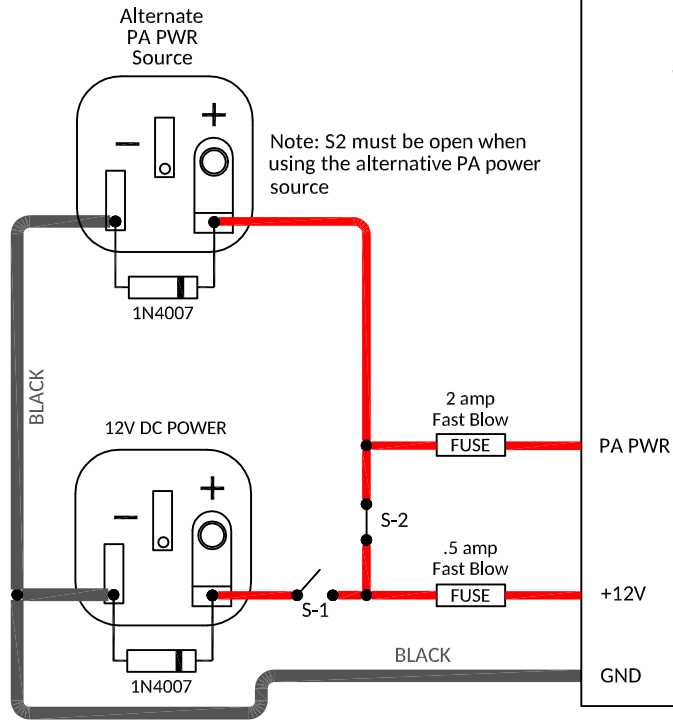 Alternate
PA PWR
Source
+
−
Note: S2 must be open when
using the alternative PA power
source
1N4007
BLACK
2 amp
Fast Blow
FUSE
PA PWR
12V DC POWER
+
−
S-2
.5 amp
Fast Blow
FUSE
+12V
S-1
1N4007
BLACK
GND